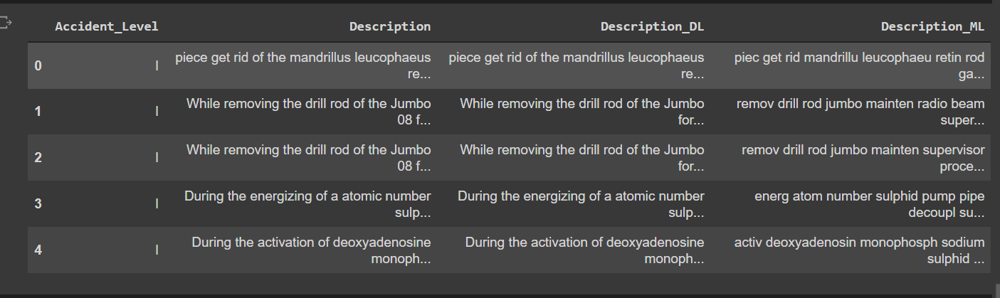 Accident_Level Description Description_DL Description_ML
0 I piece get rid of the mandrillus leucophaeus re... piece get rid of the mandrillus leucophaeus re... piec get rid mandrillu leucophaeu retin rod ga...
1 I While removing the drill rod of the Jumbo 08 f... While removing the drill rod of the Jumbo for... remov drill rod jumbo mainten radio beam super...
2 I While removing the drill rod of the Jumbo 08 f... While removing the drill rod of the Jumbo for... remov drill rod jumbo mainten supervisor proce...
3 I During the energizing of a atomic number sulp... During the energizing of a atomic number sulp... energ atom number sulphid pump pipe decoupl su...
4 I During the activation of deoxyadenosine monoph... During the activation of deoxyadenosine monoph... activ deoxyadenosin monophosph sodium sulphid ...